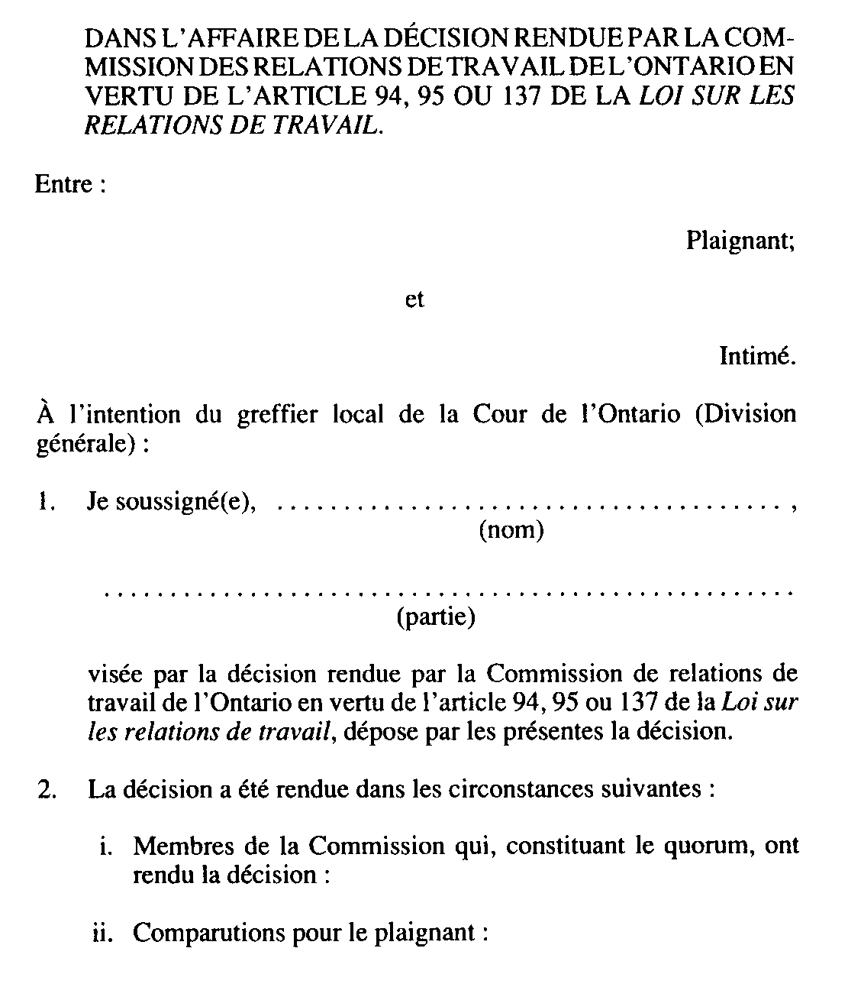 DANS L'AFFAIRE DE LA DÉCISION RENDUE PAR LA COM-
MISSION DES RELATIONS DE TRAVAIL DE L'ONTARIO EN
VERTU DE L'ARTICLE 94, 95 OU 137 DE LA LOI SUR LES
RELATIONS DE TRAVAIL.
Entre :
Plaignant;
et
Intimé.
À l'intention du greffier local de la Cour de l'Ontario (Division
générale) :
1. Je soussigné(e), ........................................ ,
(nom)
......................................................
(partie)
visée par la décision rendue par la Commission de relations de
travail de l'Ontario en vertu de l'article 94, 95 ou 137 de la Loi sur
les relations de travail, dépose par les présentes la décision.
2. La décision a été rendue dans les circonstances suivantes :
i. Membres de la Commission qui, constituant le quorum, ont
rendu la décision :
ii. Comparutions pour le plaignant :